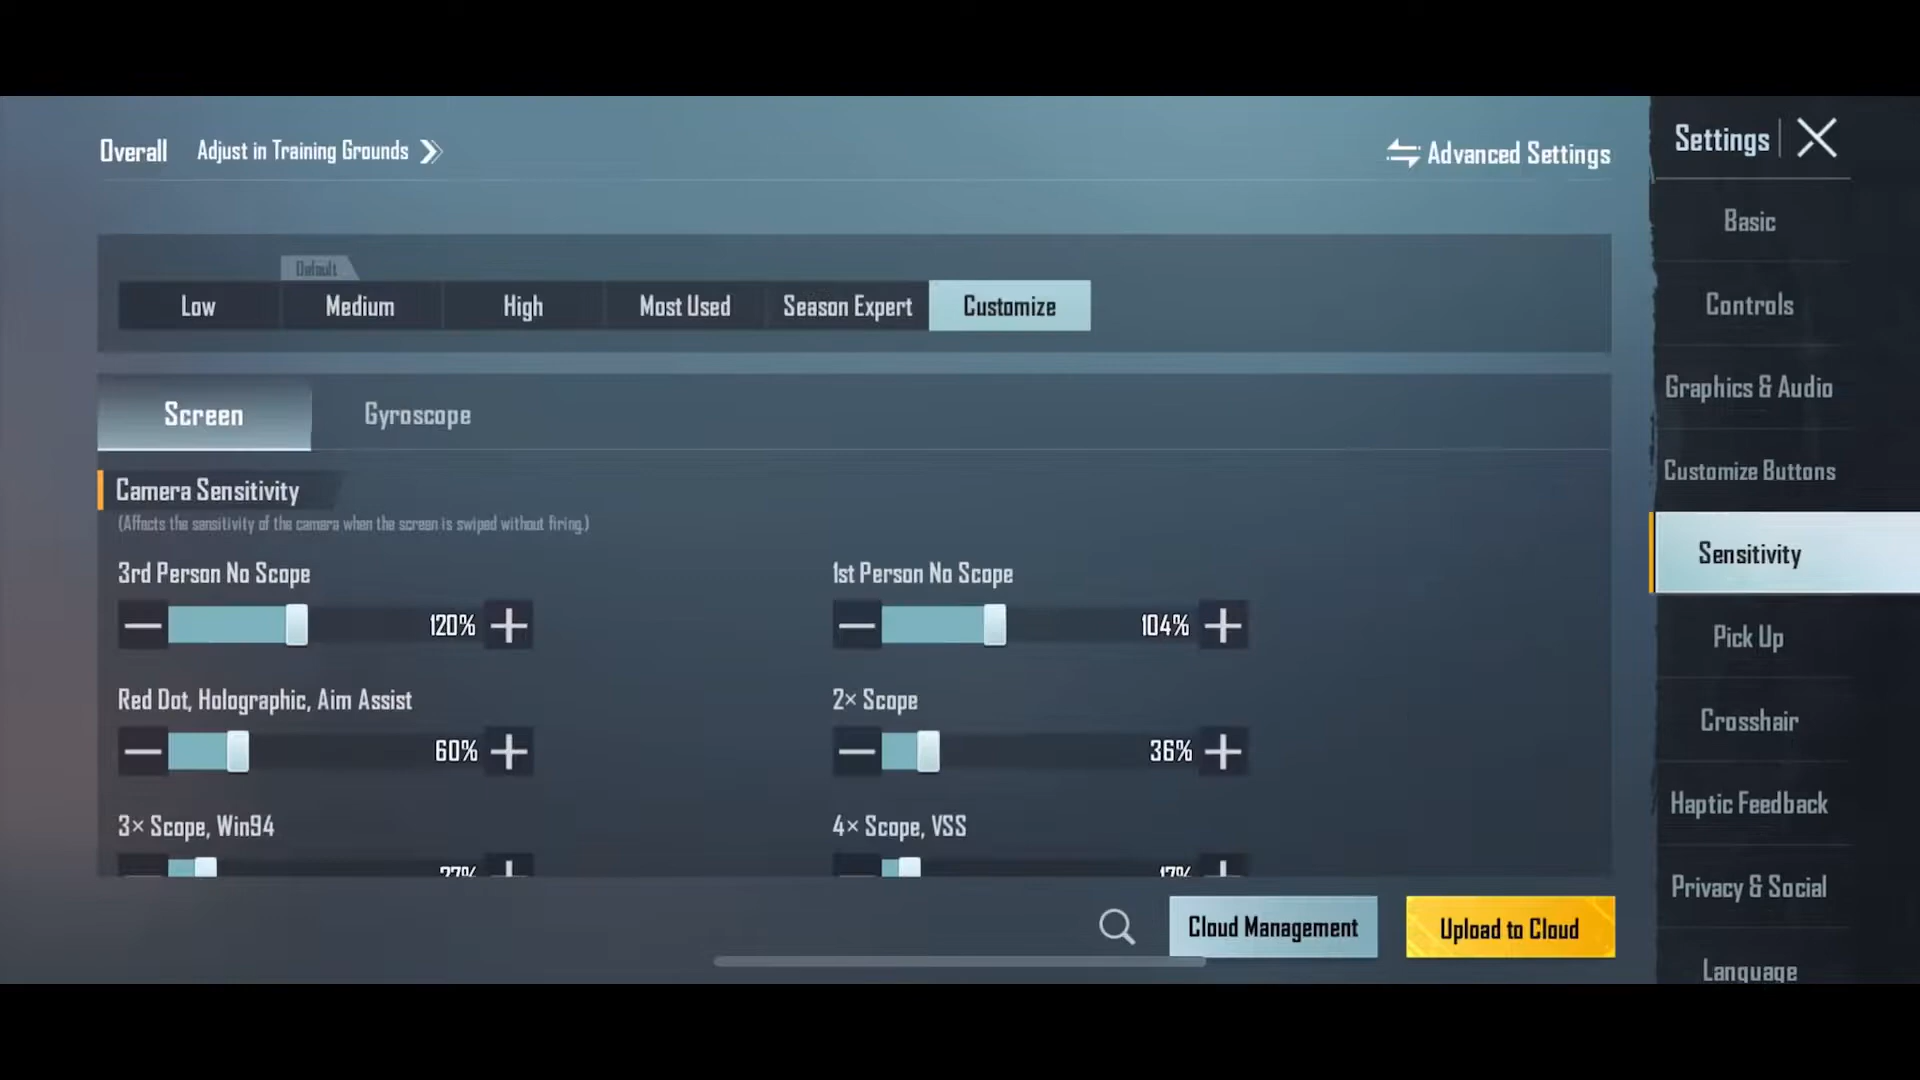 Overall Adjust in Training Grounds
Advanced Settings
Settings
Default
Low Medium High Most Used Season Expert Customize
Screen Gyroscope
Camera Sensitivity
(Affects the sensitivity of the camera when the screen is swiped without firing.)
3rd Person No Scope
120%
1st Person No Scope
104%
Red Dot, Holographic, Aim Assist
60%
2× Scope
36%
3× Scope, Win94
27%
4× Scope, VSS
17%
Cloud Management
Upload to Cloud
Basic
Controls
Graphics & Audio
Customize Buttons
Sensitivity
Pick Up
Crosshair
Haptic Feedback
Privacy & Social
Language